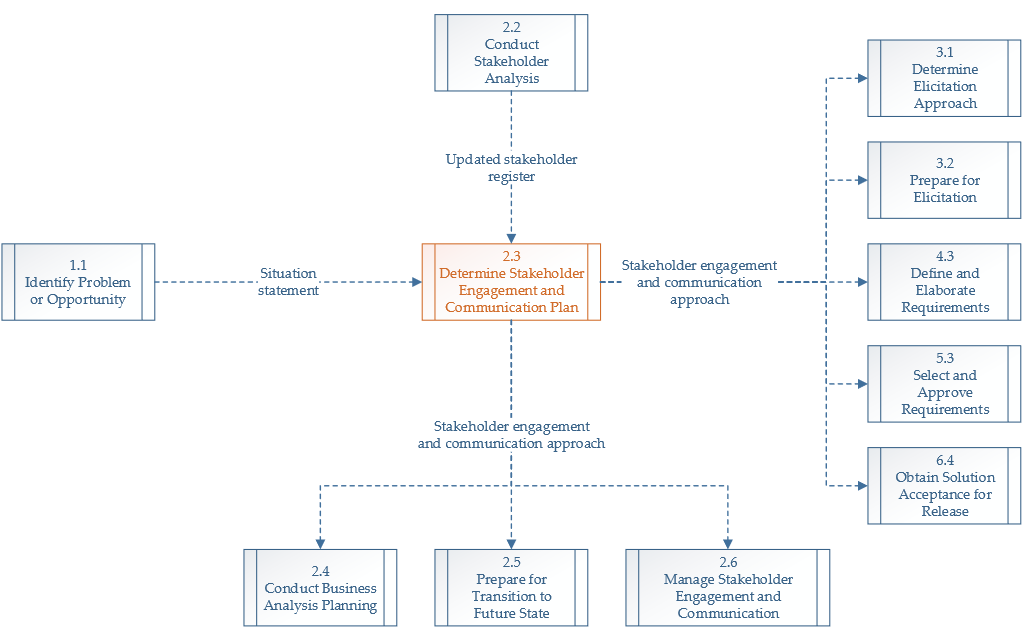 2.2
Conduct
Stakeholder
Analysis
3.1
Determine
Elicitation
Approach
Updated stakeholder
register
3.2
Prepare for
Elicitation
1.1
Identify Problem
or Opportunity
Situation
statement
2.3
Determine Stakeholder
Engagement and
Communication Plan
Stakeholder engagement
and communication
approach
4.3
Define and
Elaborate
Requirements
5.3
Select and
Approve
Requirements
Stakeholder engagement
and communication approach
6.4
Obtain Solution
Acceptance for
Release
2.4
Conduct Business
Analysis Planning
2.5
Prepare for
Transition to
Future State
2.6
Manage Stakeholder
Engagement and
Communication